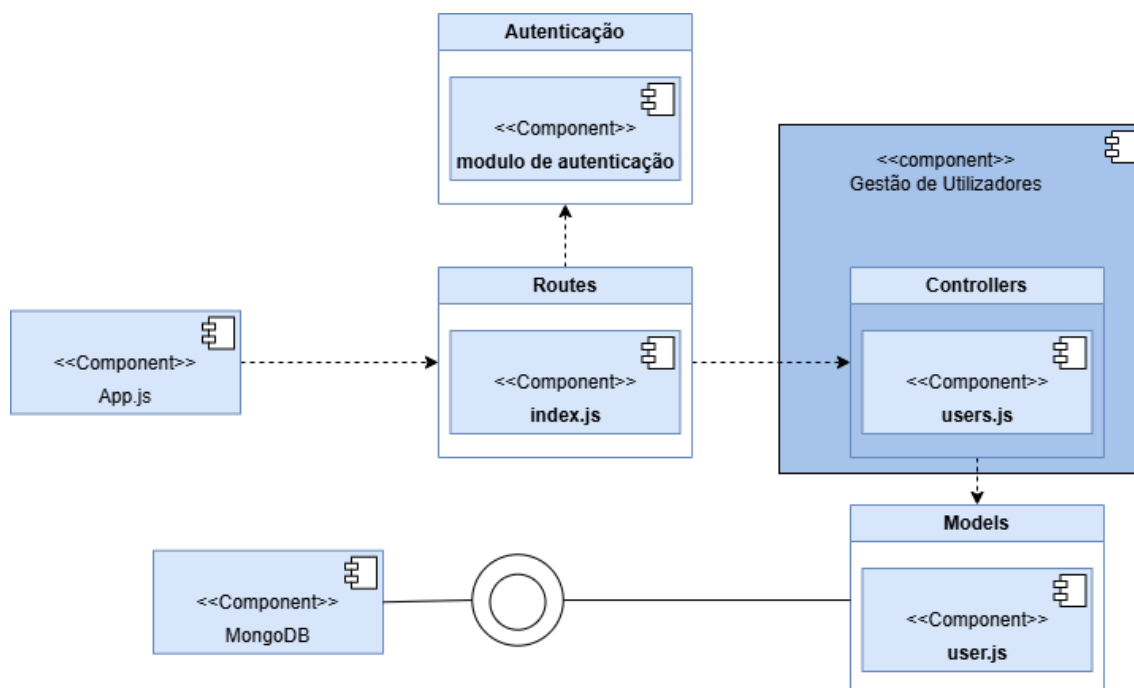 Autenticação
<<Component>>
modulo de autenticação
<<component>>
Gestão de Utilizadores
Routes
Controllers
<<Component>>
App.js
<<Component>>
index.js
<<Component>>
users.js
Models
<<Component>>
MongoDB
<<Component>>
user.js